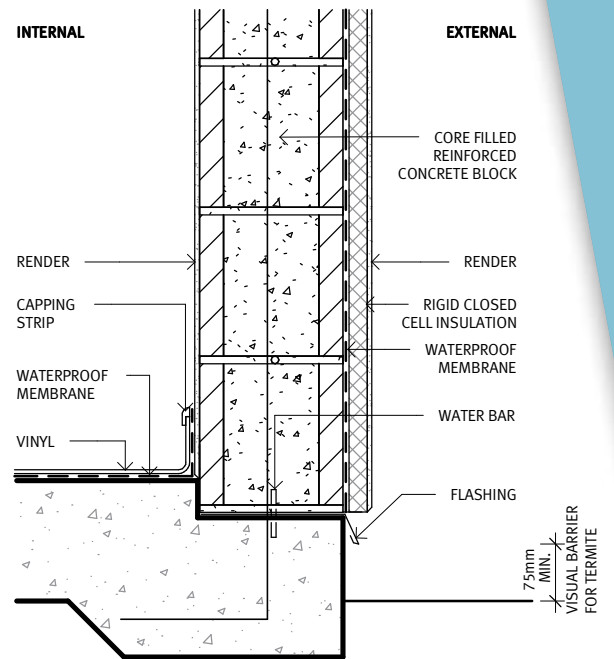 INTERNAL
EXTERNAL
CORE FILLED
REINFORCED
CONCRETE BLOCK
RENDER
RENDER
CAPPING
STRIP
RIGID CLOSED
CELL INSULATION
WATERPROOF
MEMBRANE
WATERPROOF
MEMBRANE
WATER BAR
VINYL
FLASHING
75mm
MIN.
VISUAL BARRIER
FOR TERMITE